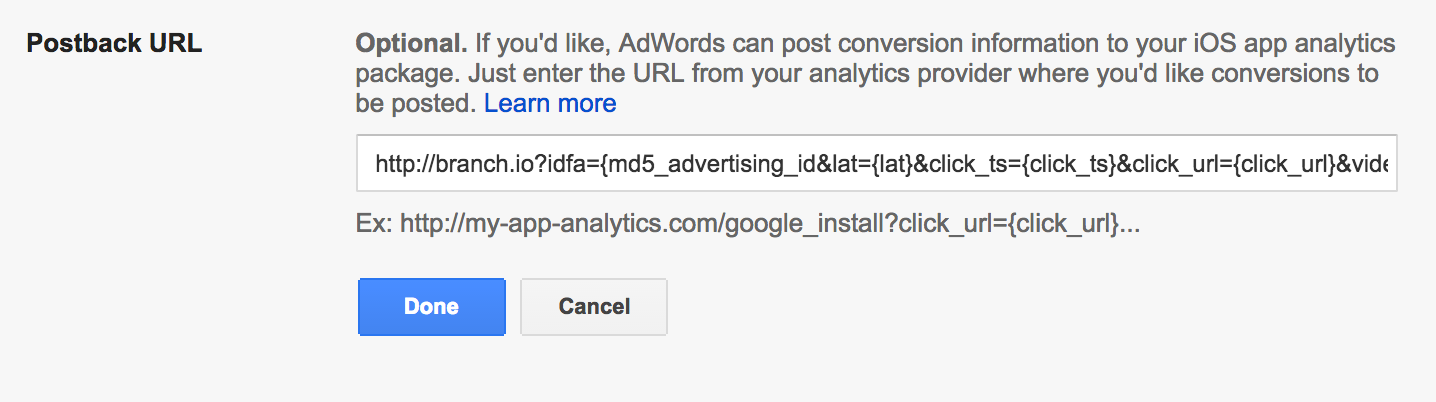 Postback URL
Optional. If you'd like, AdWords can post conversion information to your iOS app analytics
package. Just enter the URL from your analytics provider where you'd like conversions to
be posted. Learn more
http://branch.io?idfa={md5_advertising_id&lat={lat}&click_ts={click_ts}&click_url={click_url}&vide
Ex: http://my-app-analytics.com/google_install?click_url={click_url}...
Done
Cancel